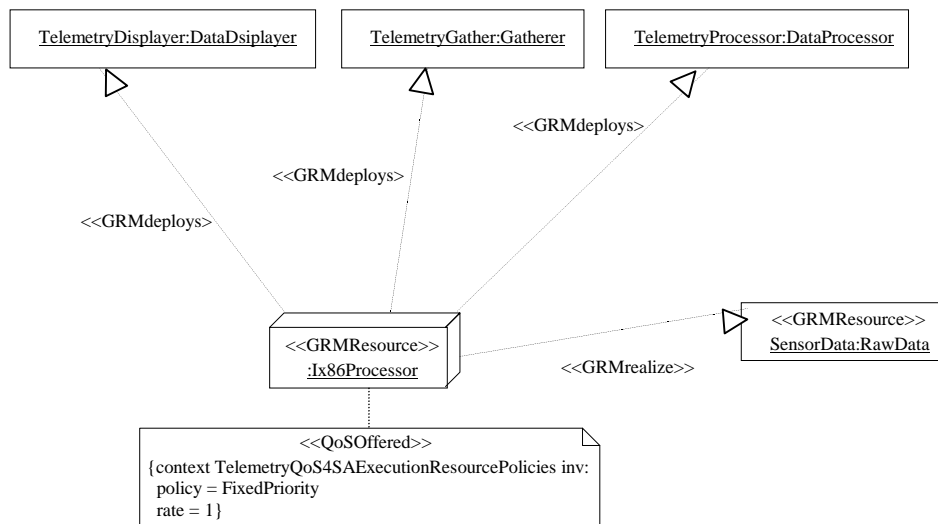 TelemetryDisplayer:DataDsiplayer
TelemetryGather:Gatherer
TelemetryProcessor:DataProcessor
<<GRMdeploys>
<<GRMdeploys>
<<GRMdeploys>
<<GRMResource>>
:Ix86Processor
<<GRMrealize>>
<<GRMResource>>
SensorData:RawData
<<QoSOffered>>
{context TelemetryQoS4SAExecutionResourcePolicies inv:
policy = FixedPriority
rate = 1}